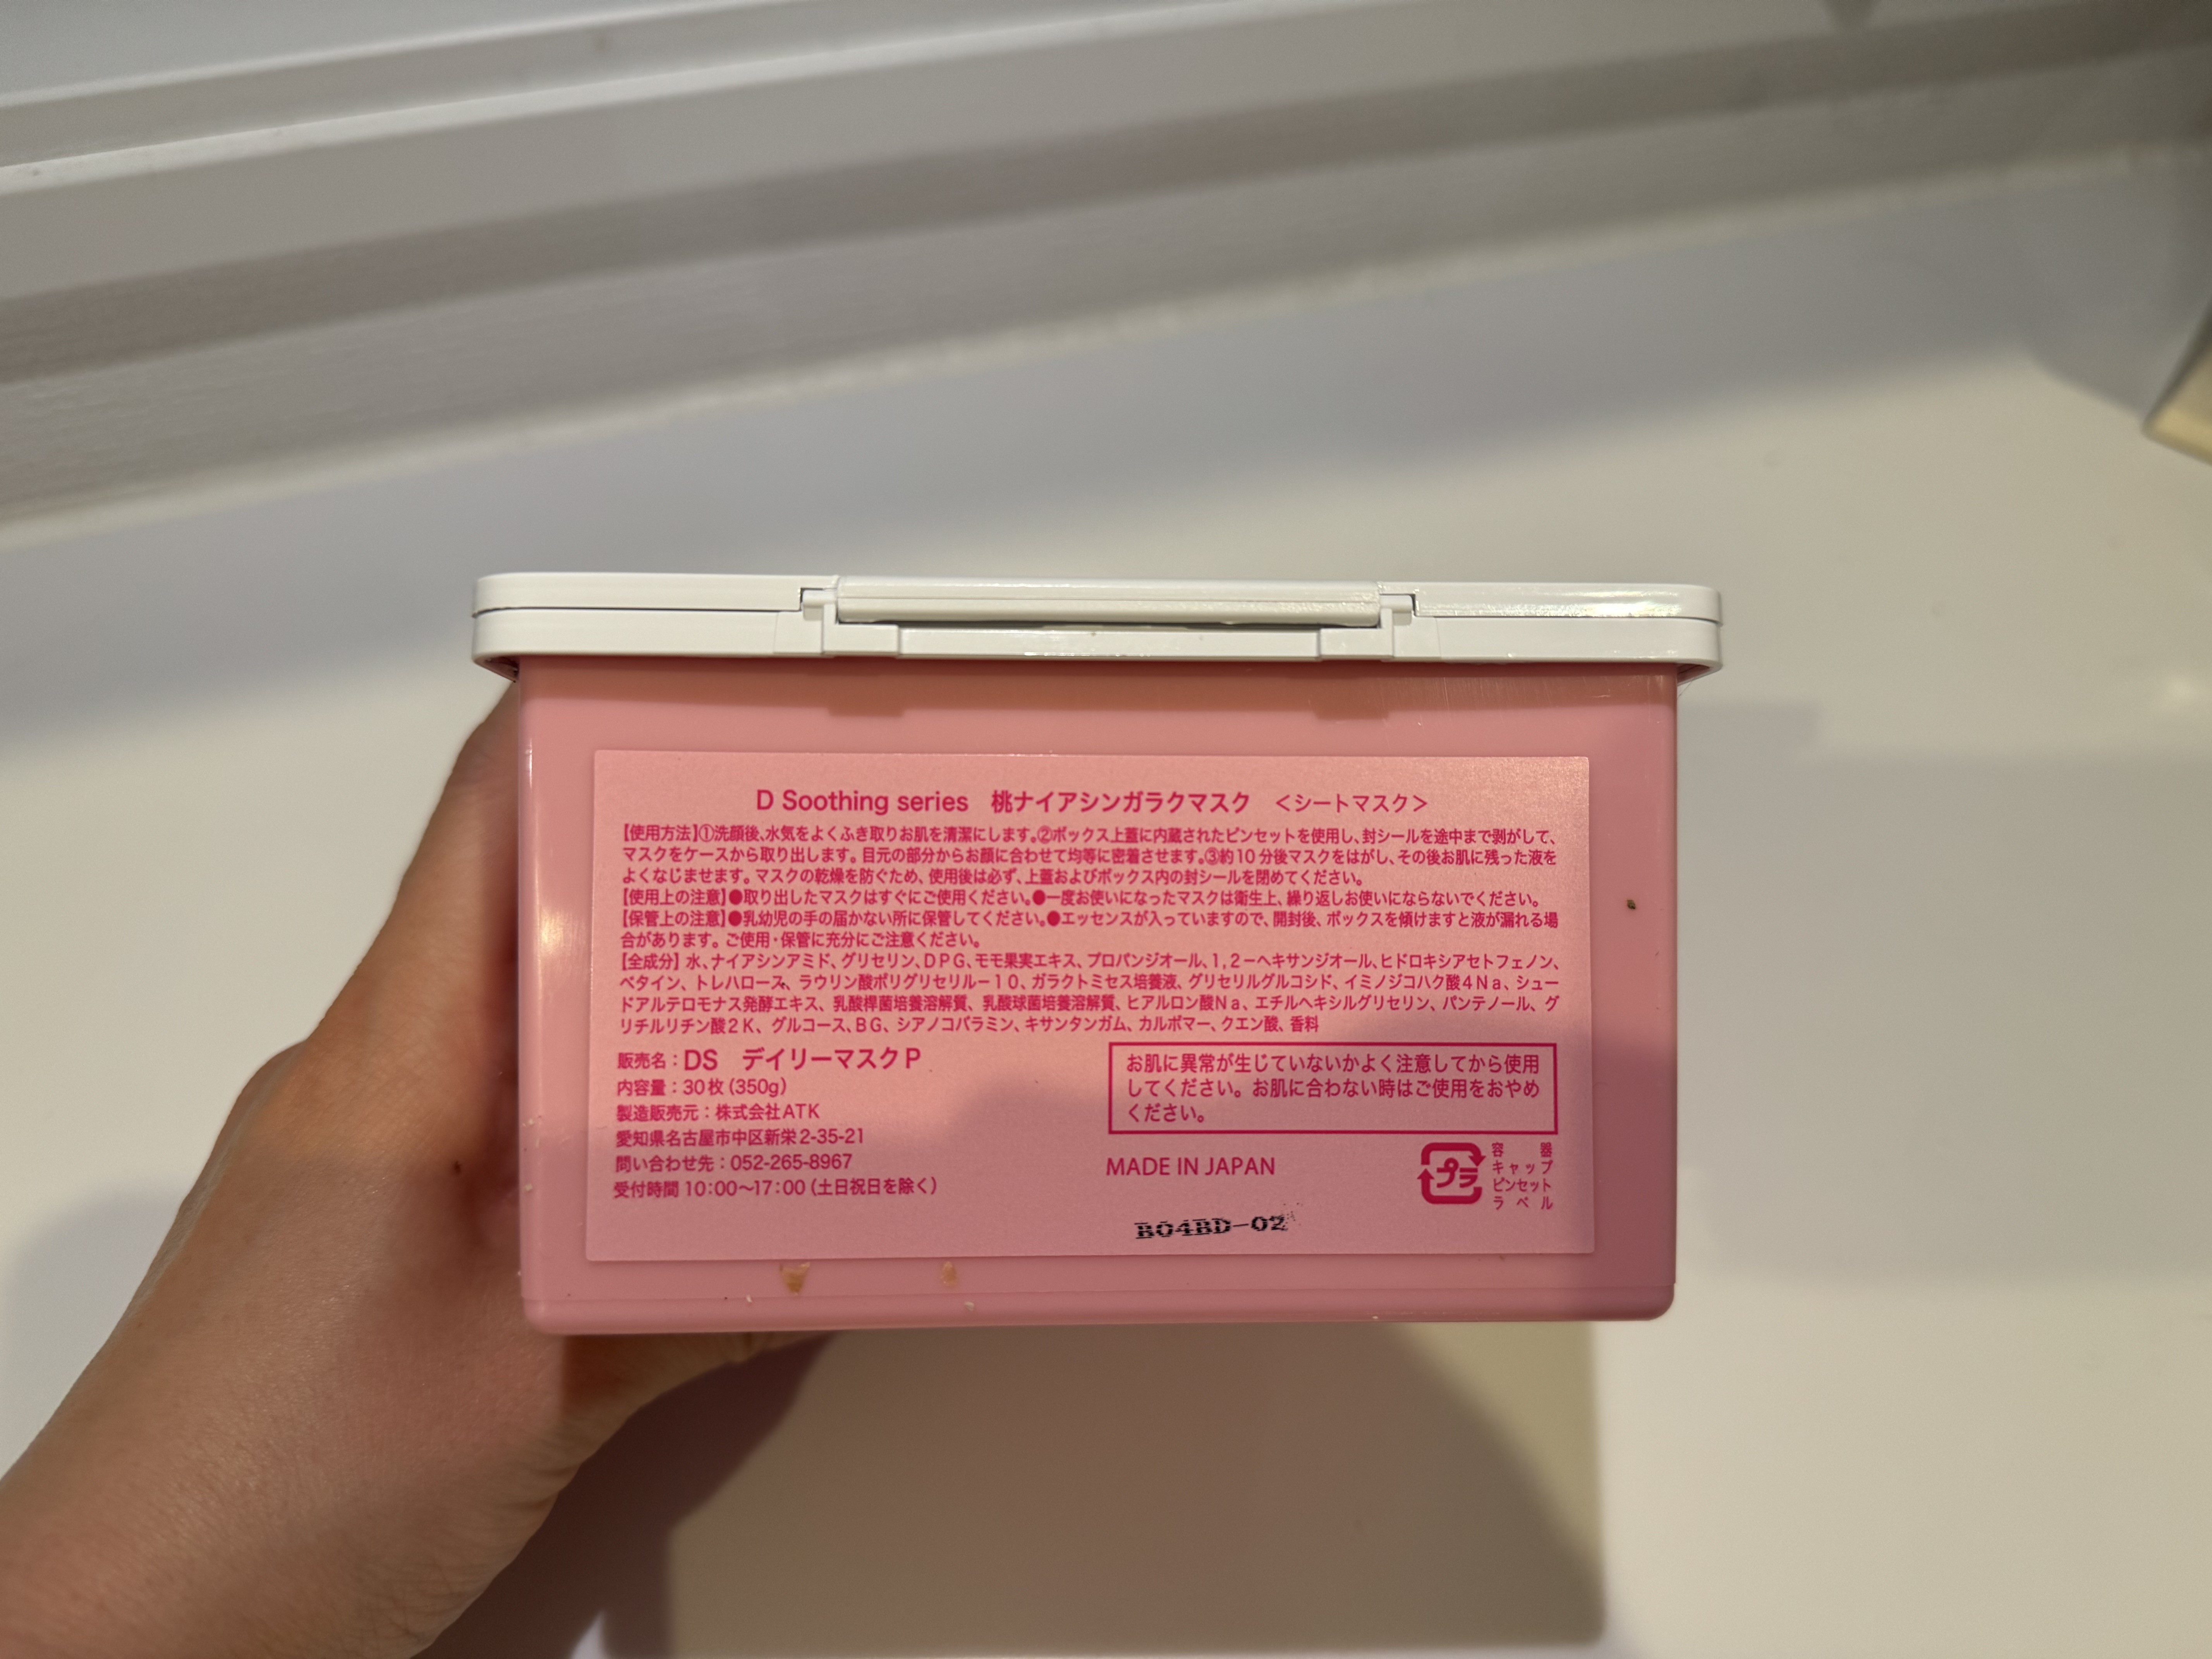 D Soothing series 桃ナイアシンガラクマスク <シートマスク>
【使用方法】①洗顔後、水気をよくふき取りお肌を清潔にします。②ボックス上蓋に内蔵されたピンセットを使用し、封シールを途中まで剥がして、
マスクをケースから取り出します。目元の部分からお顔に合わせて均等に密着させます。③約10分後マスクをはがし、その後お肌に残った液を
よくなじませます。マスクの乾燥を防ぐため、使用後は必ず、上蓋およびボックス内の封シールを閉めてください。
【使用上の注意】●取り出したマスクはすぐにご使用ください。●一度お使いになったマスクは衛生上、繰り返しお使いにならないでください。
【保管上の注意】●乳幼児の手の届かない所に保管してください。●エッセンスが入っていますので、開封後、ボックスを傾けますと液が漏れる場
合があります。ご使用・保管に充分にご注意ください。
【全成分】水、ナイアシンアミド、グリセリン、DPG、モモ果実エキス、プロパンジオール、1,2-ヘキサンジオール、ヒドロキシアセトフェノン、
ベタイン、トレハロース、ラウリン酸ポリグリセリル-10、ガラクトミセス培養液、グリセリルグルコシド、イミノジコハク酸4Na、シュー
ドアルテロモナス発酵エキス、乳酸桿菌培養溶解質、乳酸球菌培養溶解質、ヒアルロン酸Na、エチルヘキシルグリセリン、パンテノール、グ
リチルリチン酸2K、グルコース、BG、シアノコバラミン、キサンタンガム、カルボマー、クエン酸、香料
販売名：DS デイリーマスクP
内容量：30枚(350g)
製造販売元：株式会社ATK
愛知県名古屋市中区新栄2-35-21
問い合わせ先：052-265-8967
受付時間 10:00〜17:00(土日祝日を除く)
お肌に異常が生じていないかよく注意してから使用
してください。お肌に合わない時はご使用をおやめ
ください。
MADE IN JAPAN
プラ
容器
キャップ
ピンセット
ラベル
B04BD-02